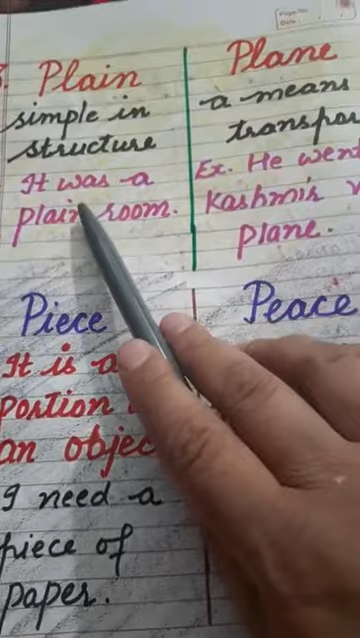 Plain
simple in
structure
It was a
plain room.
Plane
a means
transpor
Ex. He went
Kashmir
plane.
Piece
It is a
Portion
an objec
I need a
piece of
paper.
Peace